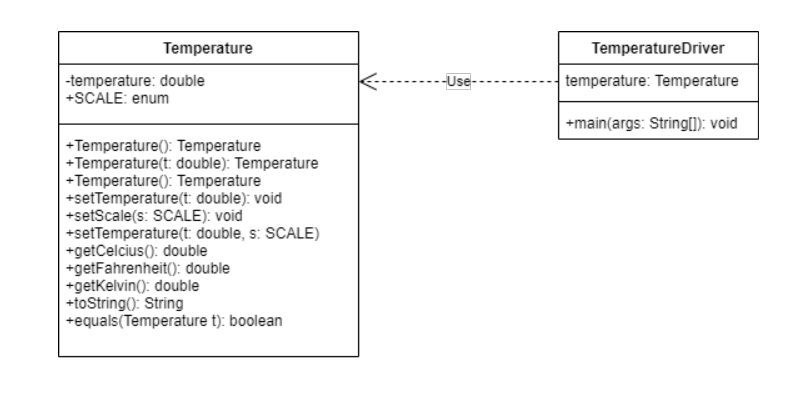 Temperature
-temperature: double
+SCALE: enum
+Temperature(): Temperature
+Temperature(t: double): Temperature
+Temperature(): Temperature
+setTemperature(t: double): void
+setScale(s: SCALE): void
+setTemperature(t: double, s: SCALE)
+getCelcius(): double
+getFahrenheit(): double
+getKelvin(): double
+toString(): String
+equals(Temperature t): boolean
Use
TemperatureDriver
temperature: Temperature
+main(args: String[]): void